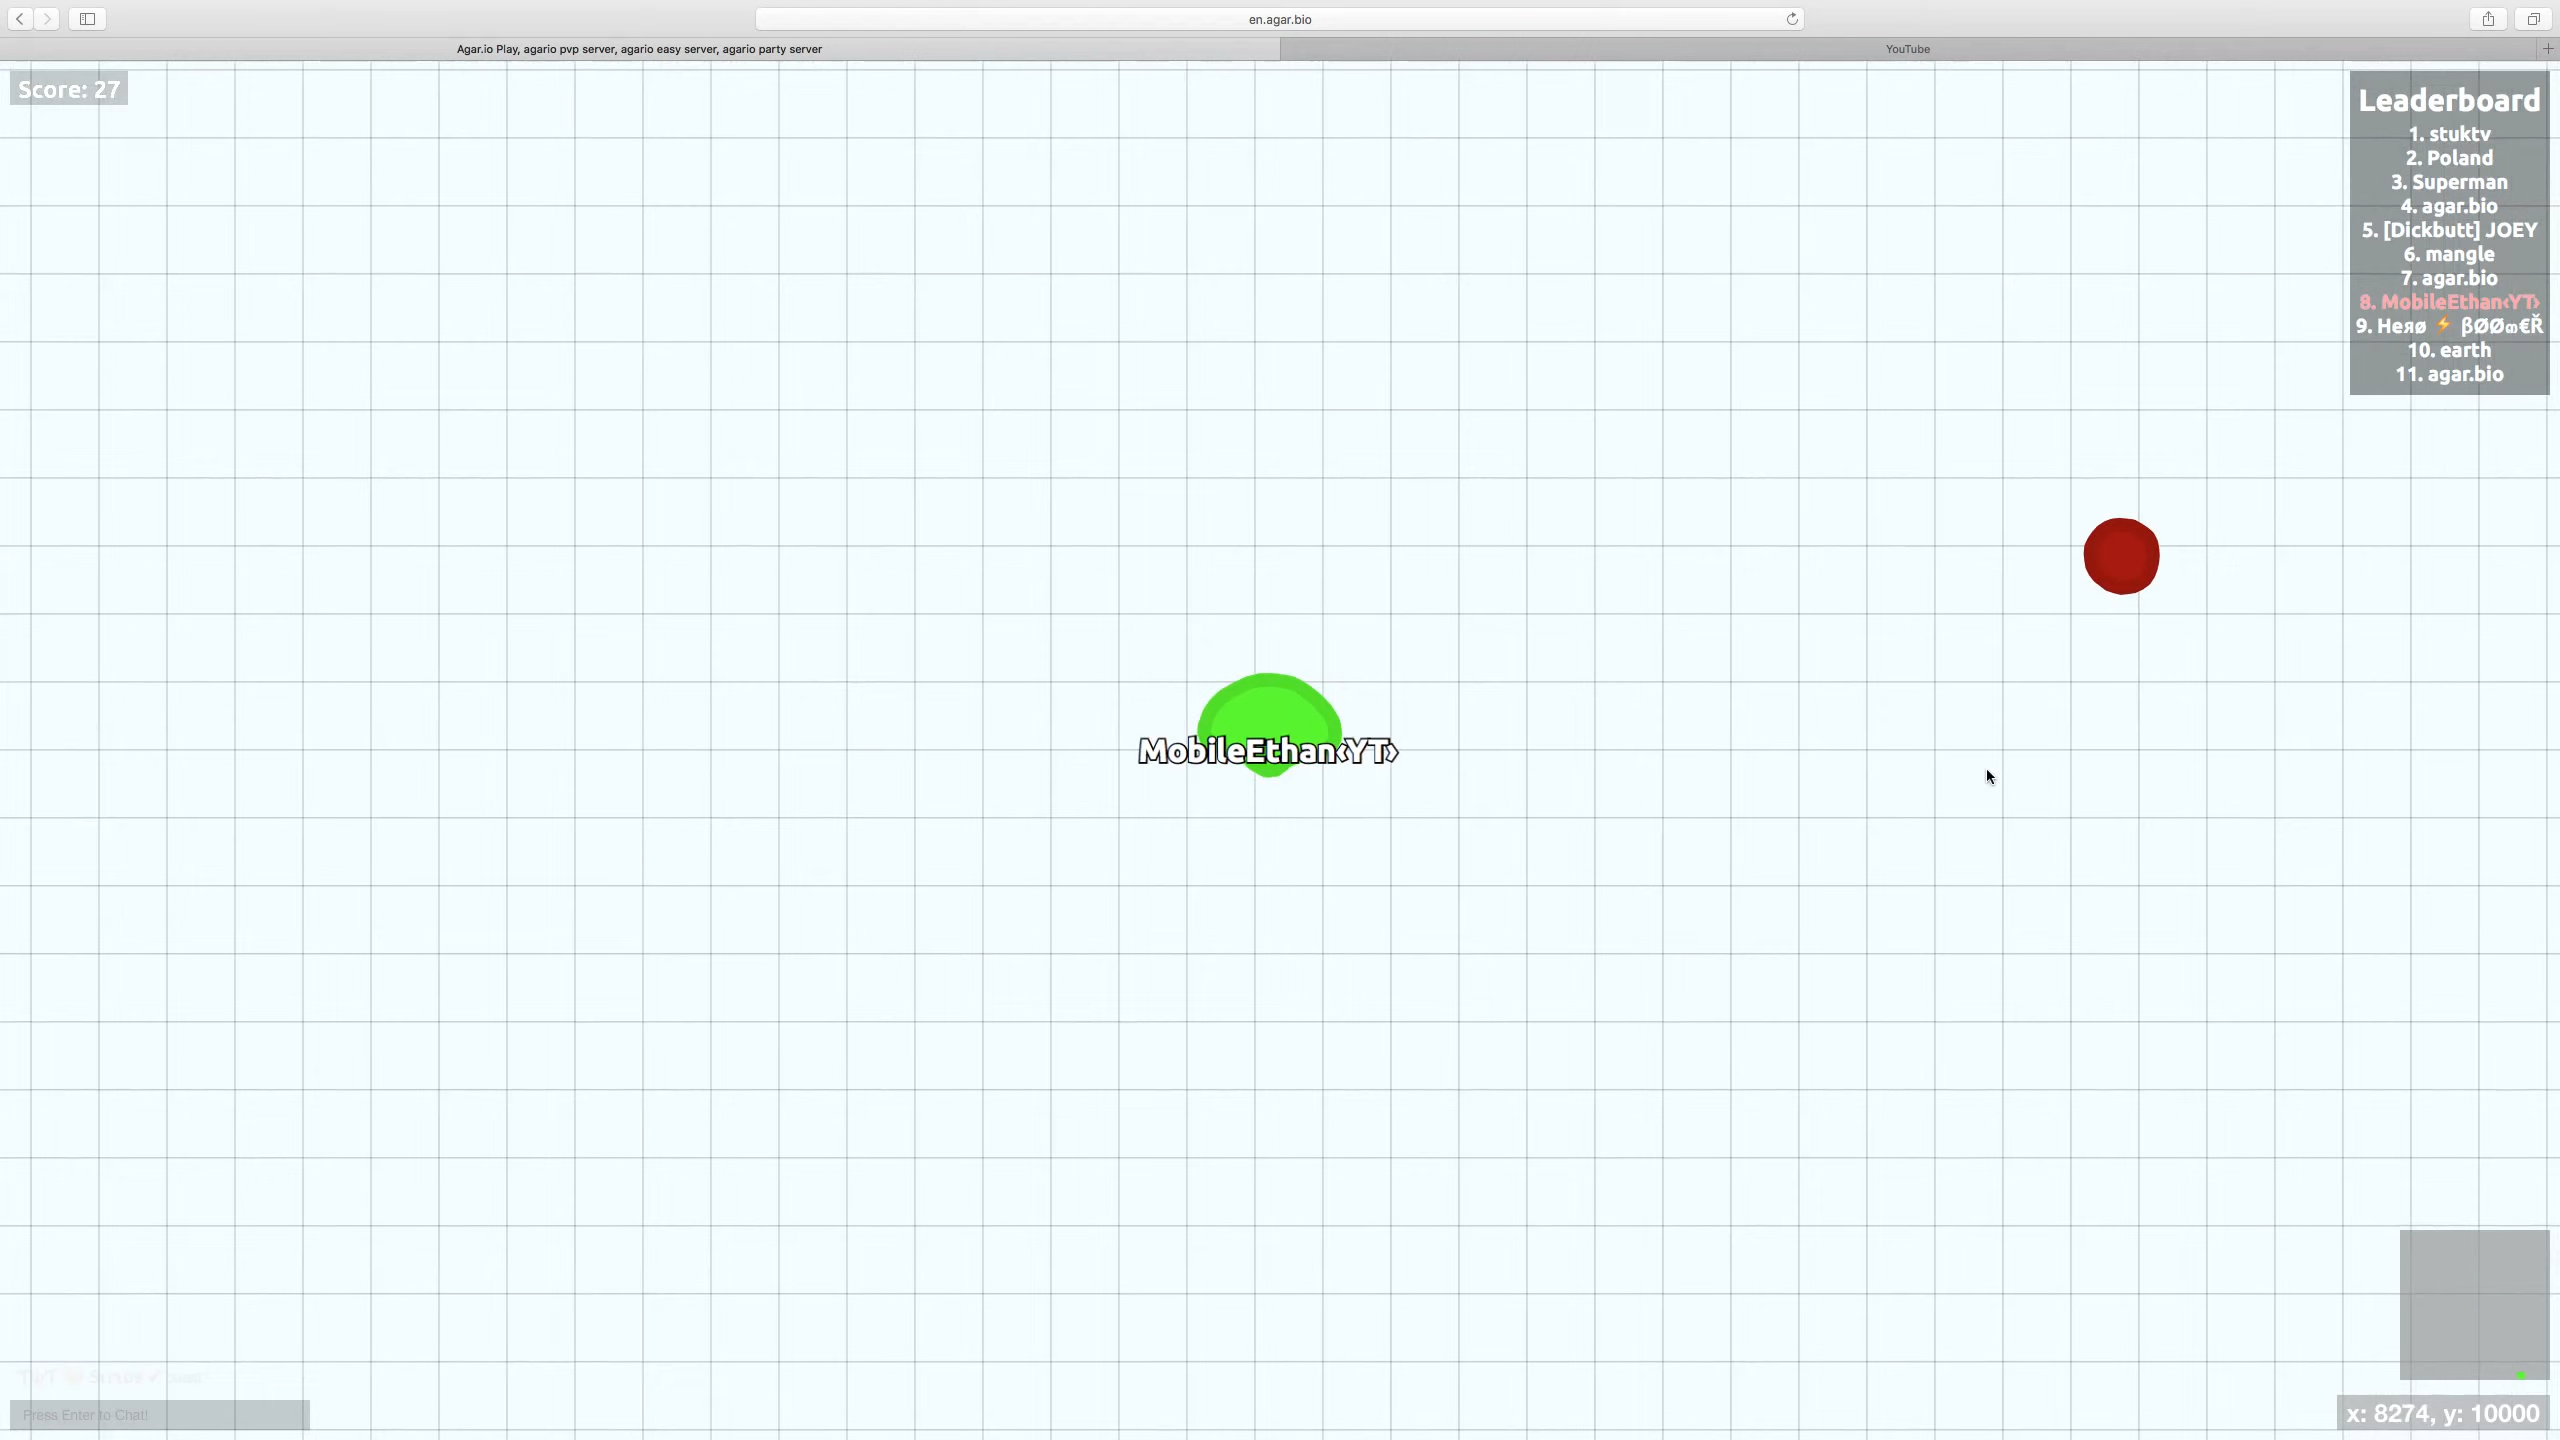 en.agar.bio
Agar.io Play, agario pvp server, agario easy server, agario party server
YouTube
Score: 27
Leaderboard
1. stuktv
2. Poland
3. Superman
4. agar.bio
5. [Dickbutt] JOEY
6. mangle
7. agar.bio
8. MobileEthan‹YT›
9. Heяø ⚡ βØØത€Ř
10. earth
11. agar.bio
MobileEthan‹YT›
Press Enter to Chat!
x: 8274, y: 10000